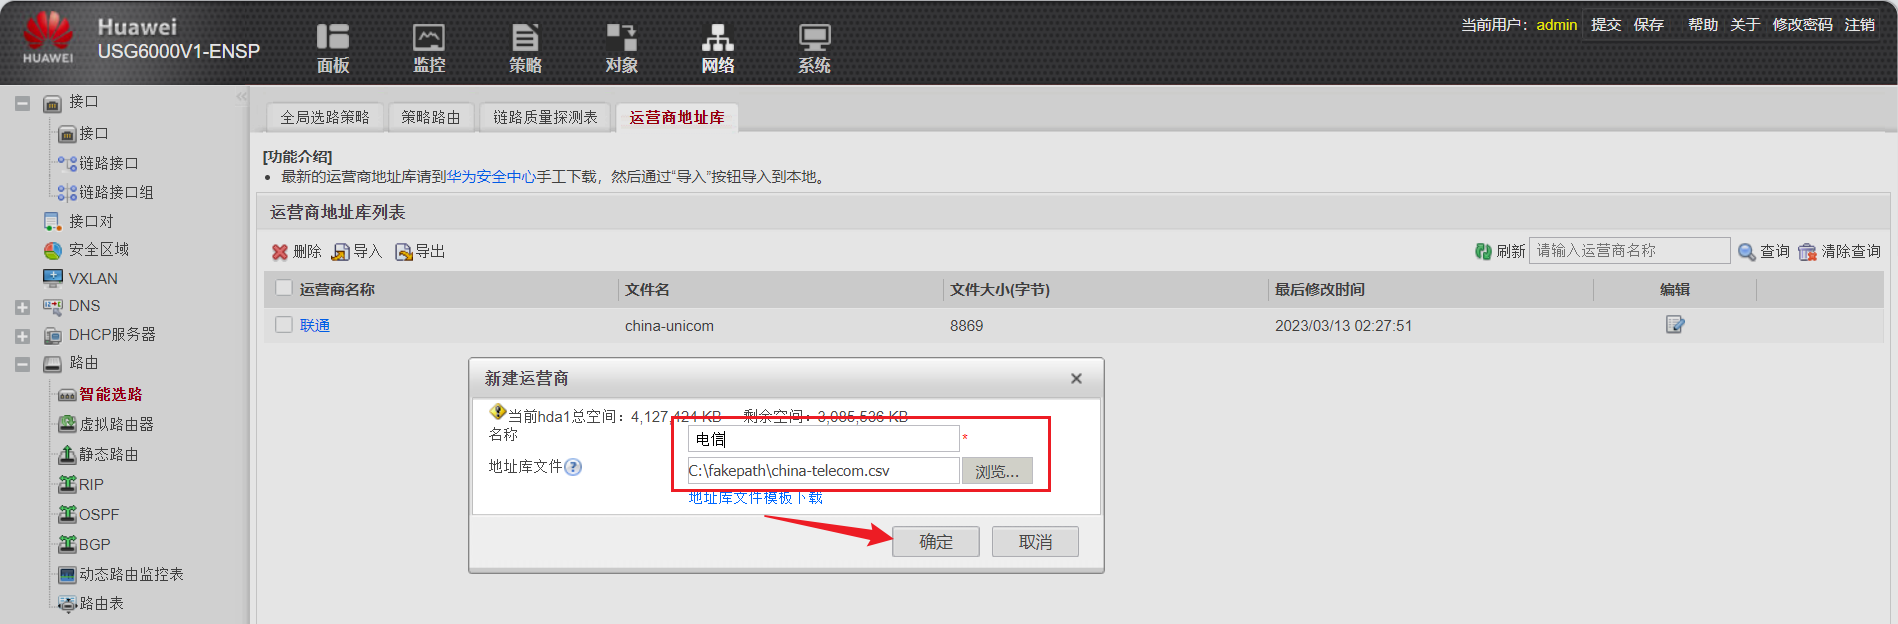 Huawei
USG6000V1-ENSP
HUAWEI
面板
监控
策略
对象
网络
系统
当前用户： admin 提交 保存 帮助 关于 修改密码 注销
接口
接口
链路接口
链路接口组
接口对
安全区域
VXLAN
DNS
DHCP服务器
路由
智能选路
虚拟路由器
静态路由
RIP
OSPF
BGP
动态路由监控表
路由表
全局选路策略 策略路由 链路质量探测表 运营商地址库
[功能介绍]
• 最新的运营商地址库请到华为安全中心手工下载，然后通过“导入”按钮导入到本地。
运营商地址库列表
删除 导入 导出 刷新 请输入运营商名称 查询 清除查询
运营商名称 文件名 文件大小(字节) 最后修改时间 编辑
联通 china-unicom 8869 2023/03/13 02:27:51
新建运营商
当前hda1总空间：4,127,424 KB 剩余空间：3,085,536 KB
名称 电信 *
地址库文件 C:\fakepath\china-telecom.csv 浏览...
地址库文件模板下载
确定 取消